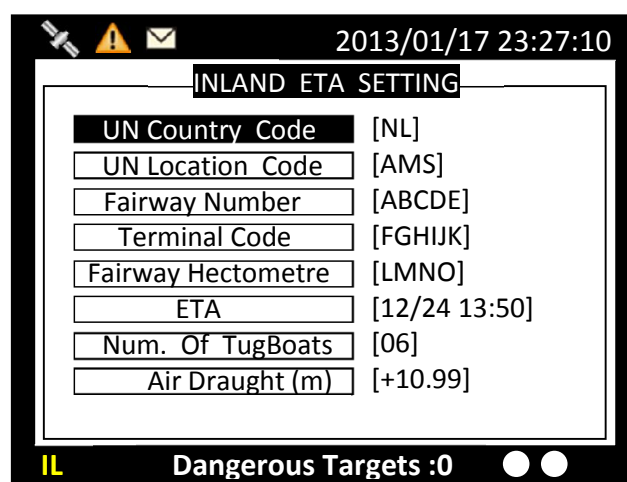 2013/01/17 23:27:10
INLAND ETA SETTING
UN Country Code [NL]
UN Location Code [AMS]
Fairway Number [ABCDE]
Terminal Code [FGHIJK]
Fairway Hectometre [LMNO]
ETA [12/24 13:50]
Num. Of TugBoats [06]
Air Draught (m) [+10.99]
IL Dangerous Targets :0